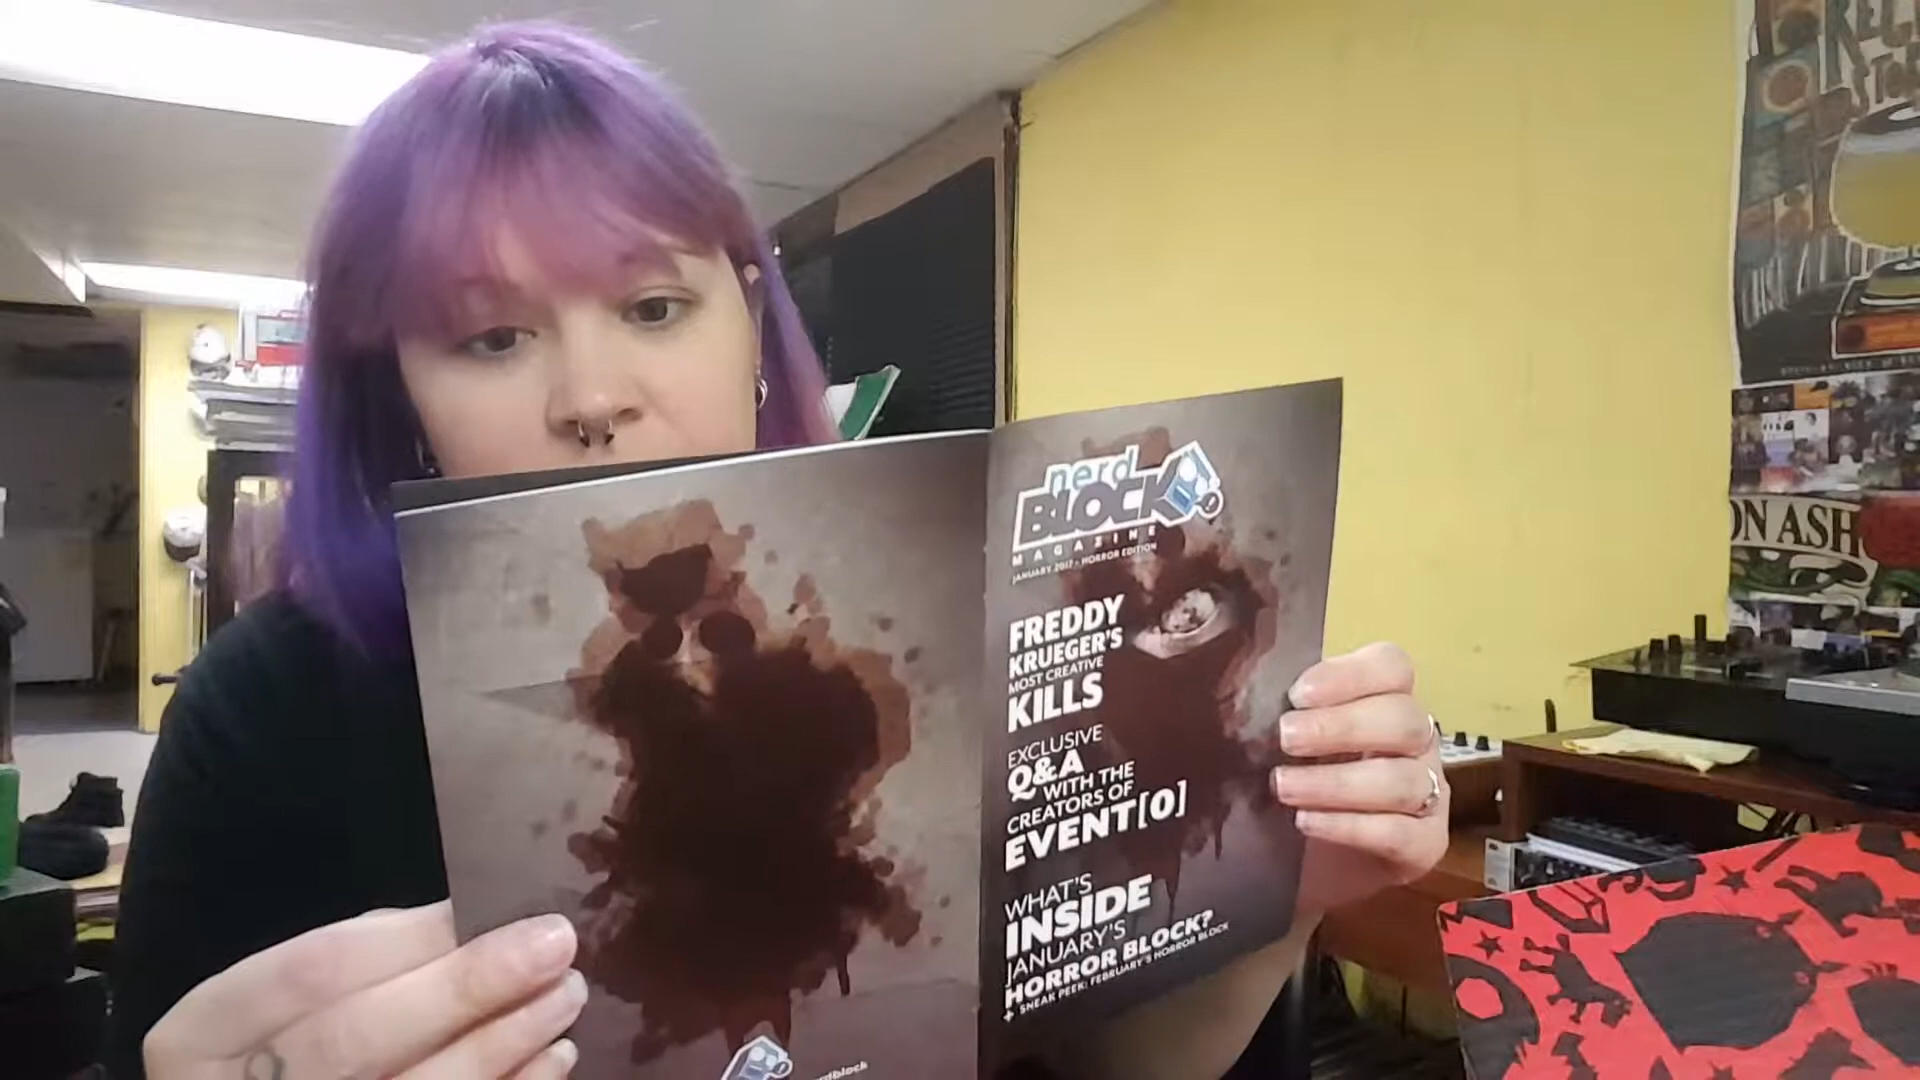 nerd
BLOCK
MAGAZINE
JANUARY 2017 - HORROR EDITION
FREDDY
KRUEGER'S
MOST CREATIVE
KILLS
EXCLUSIVE
Q&A
WITH THE
CREATORS OF
EVENT[0]
WHAT'S
INSIDE
JANUARY'S
HORROR BLOCK?
+ SNEAK PEEK: FEBRUARY'S HORROR BLOCK
ON ASH